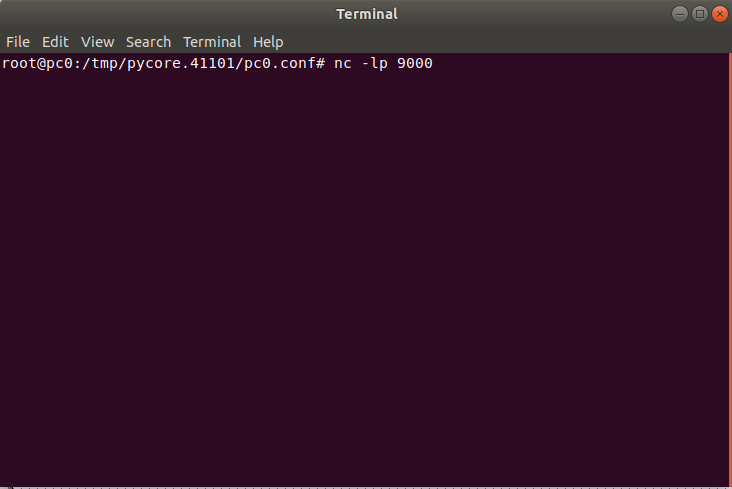 Terminal
File Edit View Search Terminal Help
root@pc0:/tmp/pycore.41101/pc0.conf# nc -lp 9000